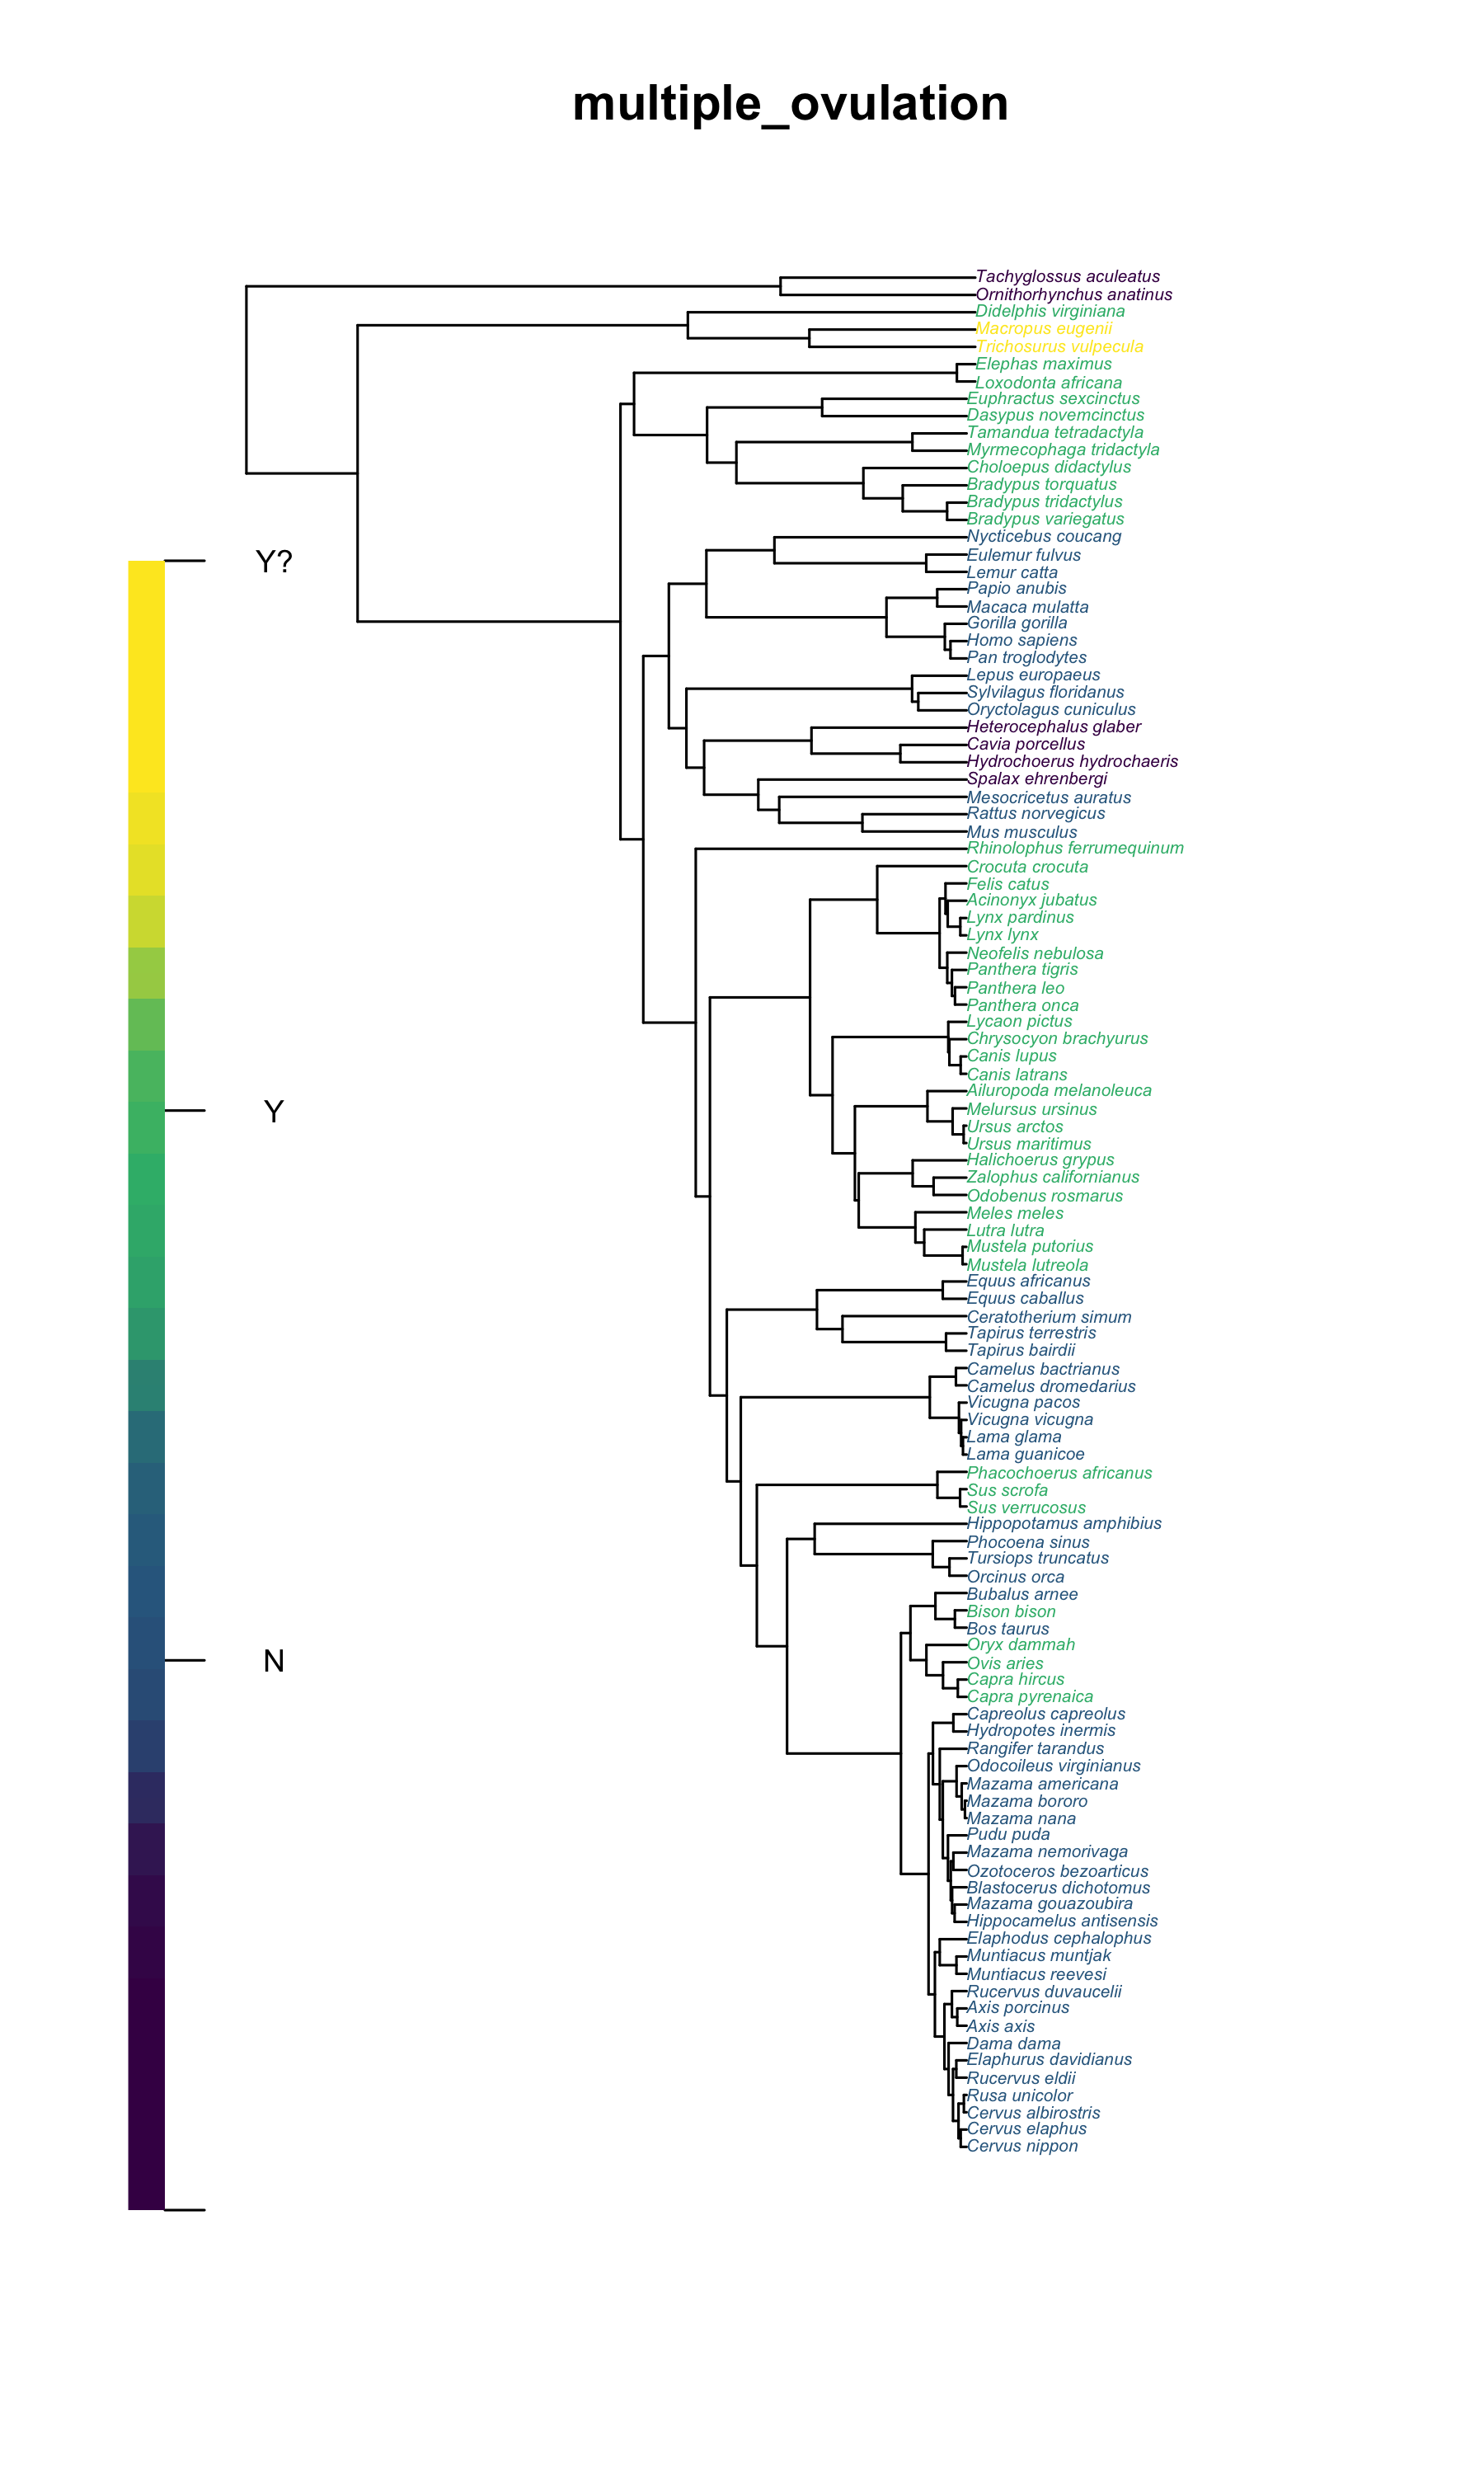 multiple_ovulation
Tachyglossus aculeatus
Ornithorhynchus anatinus
Didelphis virginiana
Macropus eugenii
Trichosurus vulpecula
Elephas maximus
Loxodonta africana
Euphractus sexcinctus
Dasypus novemcinctus
Tamandua tetradactyla
Myrmecophaga tridactyla
Choloepus didactylus
Bradypus torquatus
Bradypus tridactylus
Bradypus variegatus
Nycticebus coucang
Eulemur fulvus
Y?
Lemur catta
Papio anubis
Macaca mulatta
Gorilla gorilla
Homo sapiens
Pan troglodytes
Lepus europaeus
Sylvilagus floridanus
Oryctolagus cuniculus
Heterocephalus glaber
Cavia porcellus
Hydrochoerus hydrochaeris
Spalax ehrenbergi
Mesocricetus auratus
Rattus norvegicus
Mus musculus
Rhinolophus ferrumequinum
Crocuta crocuta
Felis catus
Acinonyx jubatus
Lynx pardinus
Lynx lynx
Neofelis nebulosa
Panthera tigris
Panthera leo
Panthera onca
Lycaon pictus
Chrysocyon brachyurus
Canis lupus
Canis latrans
Ailuropoda melanoleuca
Melursus ursinus
Y
Ursus arctos
Ursus maritimus
Halichoerus grypus
Zalophus californianus
Odobenus rosmarus
Meles meles
Lutra lutra
Mustela putorius
Mustela lutreola
Equus africanus
Equus caballus
Ceratotherium simum
Tapirus terrestris
Tapirus bairdii
Camelus bactrianus
Camelus dromedarius
Vicugna pacos
Vicugna vicugna
Lama glama
Lama guanicoe
Phacochoerus africanus
Sus scrofa
Sus verrucosus
Hippopotamus amphibius
Phocoena sinus
Tursiops truncatus
Orcinus orca
Bubalus arnee
Bison bison
Bos taurus
Oryx dammah
N
Ovis aries
Capra hircus
Capra pyrenaica
Capreolus capreolus
Hydropotes inermis
Rangifer tarandus
Odocoileus virginianus
Mazama americana
Mazama bororo
Mazama nana
Pudu puda
Mazama nemorivaga
Ozotoceros bezoarticus
Blastocerus dichotomus
Mazama gouazoubira
Hippocamelus antisensis
Elaphodus cephalophus
Muntiacus muntjak
Muntiacus reevesi
Rucervus duvaucelii
Axis porcinus
Axis axis
Dama dama
Elaphurus davidianus
Rucervus eldii
Rusa unicolor
Cervus albirostris
Cervus elaphus
Cervus nippon